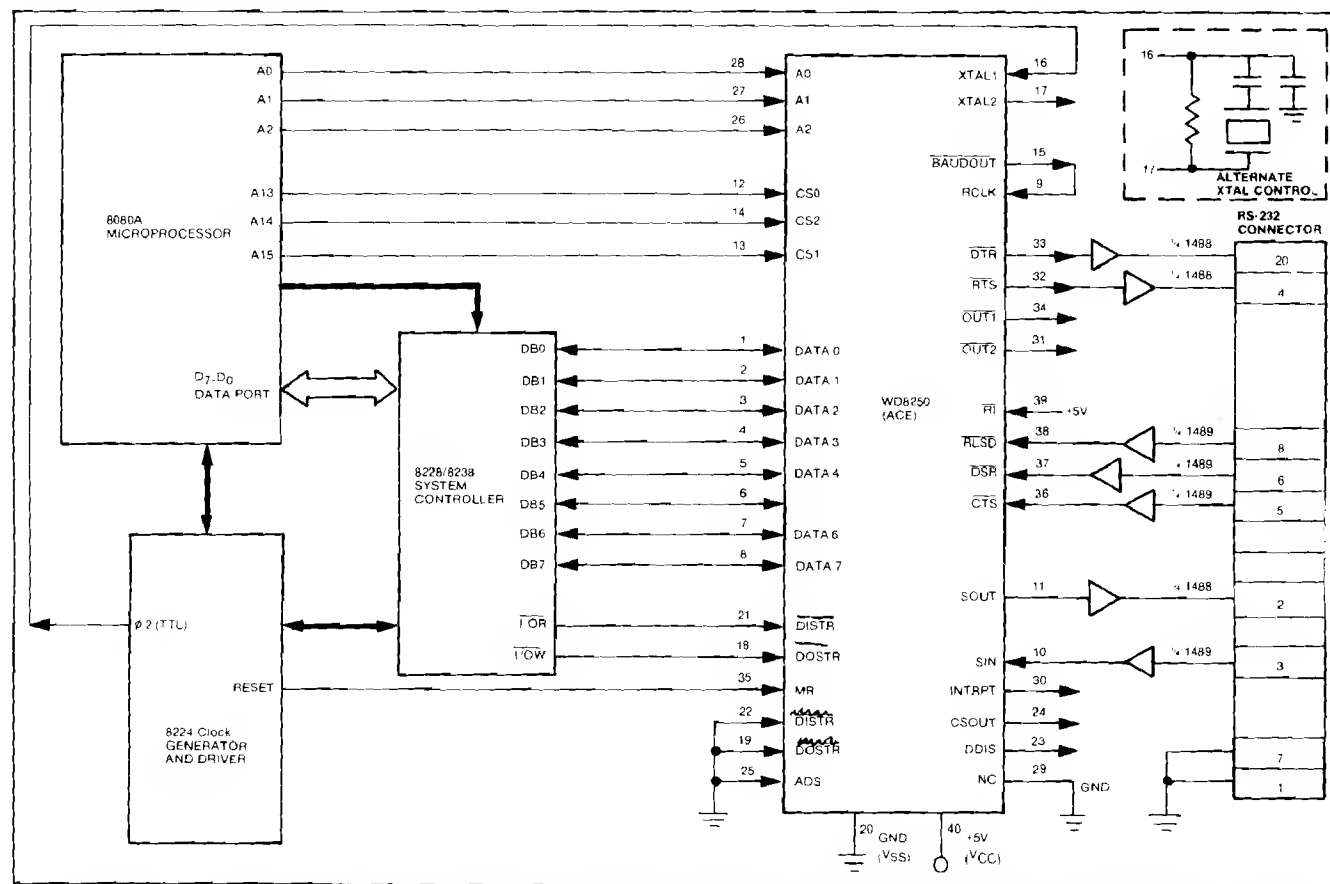 8080A
MICROPROCESSOR
A0
A1
A2
A13
A14
A15
D7-D0
DATA PORT
8224 Clock
GENERATOR
AND DRIVER
ϕ2 (TTL)
RESET
8228/8238
SYSTEM
CONTROLLER
DB0
DB1
DB2
DB3
DB4
DB5
DB6
DB7
I/OR
I/OW
28
27
26
12
14
13
1
2
3
4
5
6
7
8
21
18
35
22
19
25
WD8250
(ACE)
A0
A1
A2
CS0
CS2
CS1
DATA 0
DATA 1
DATA 2
DATA 3
DATA 4
DATA 6
DATA 7
DISTR
DOSTR
MR
DISTR
DOSTR
ADS
20 GND
(VSS)
40 +5V
(VCC)
XTAL1 16
XTAL2 17
BAUDOUT 15
RCLK 9
DTR 33 ¼ 1488
RTS 32 ¼ 1488
OUT1 34
OUT2 31
RI 39 +5V
RLSD 38 ¼ 1489
DSR 37 ¼ 1489
CTS 36 ¼ 1489
SOUT 11 ¼ 1488
SIN 10 ¼ 1489
INTRPT 30
CSOUT 24
DDIS 23
NC 29 GND
16
17
ALTERNATE
XTAL CONTROL
RS-232
CONNECTOR
20
4
8
6
5
2
3
7
1